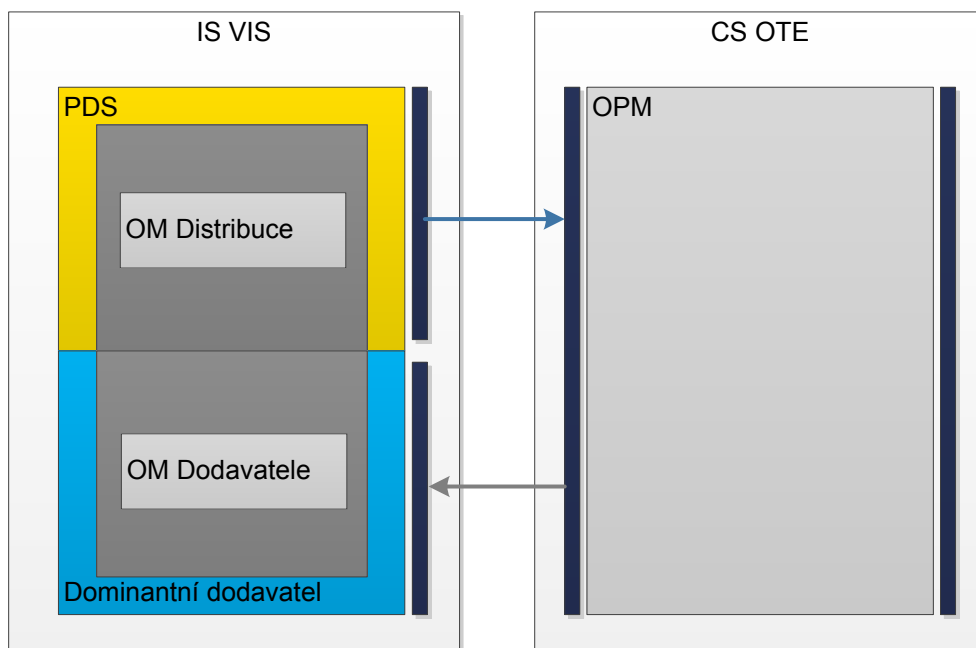 IS VIS
CS OTE
PDS
OPM
OM Distribuce
OM Dodavatele
Dominantní dodavatel